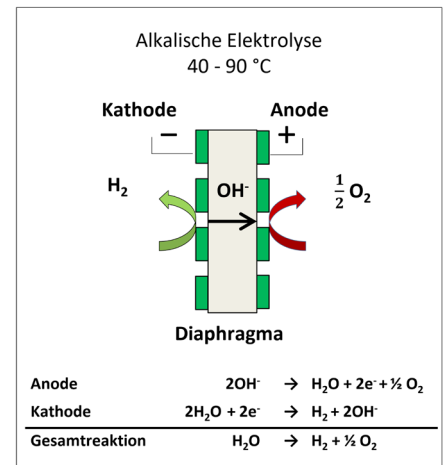 Alkalische Elektrolyse
40 - 90 °C
Kathode Anode
− +
H₂ OH⁻ ½ O₂
Diaphragma
Anode 2OH⁻ → H₂O + 2e⁻ + ½ O₂
Kathode 2H₂O + 2e⁻ → H₂ + 2OH⁻
Gesamtreaktion H₂O → H₂ + ½ O₂